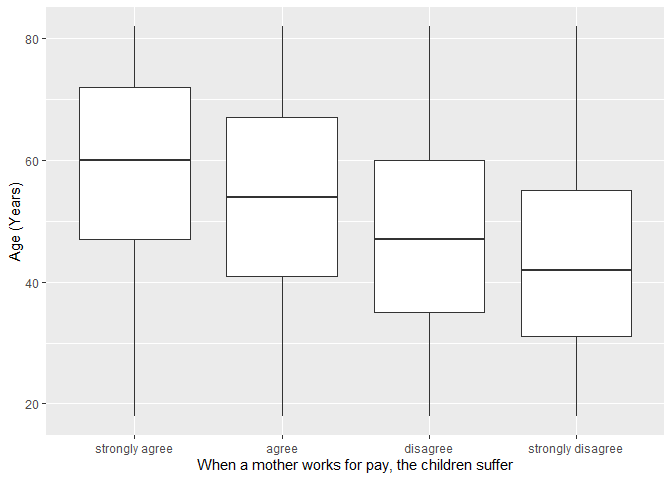 80
60
40
20
Age (Years)
strongly agree agree disagree strongly disagree
When a mother works for pay, the children suffer